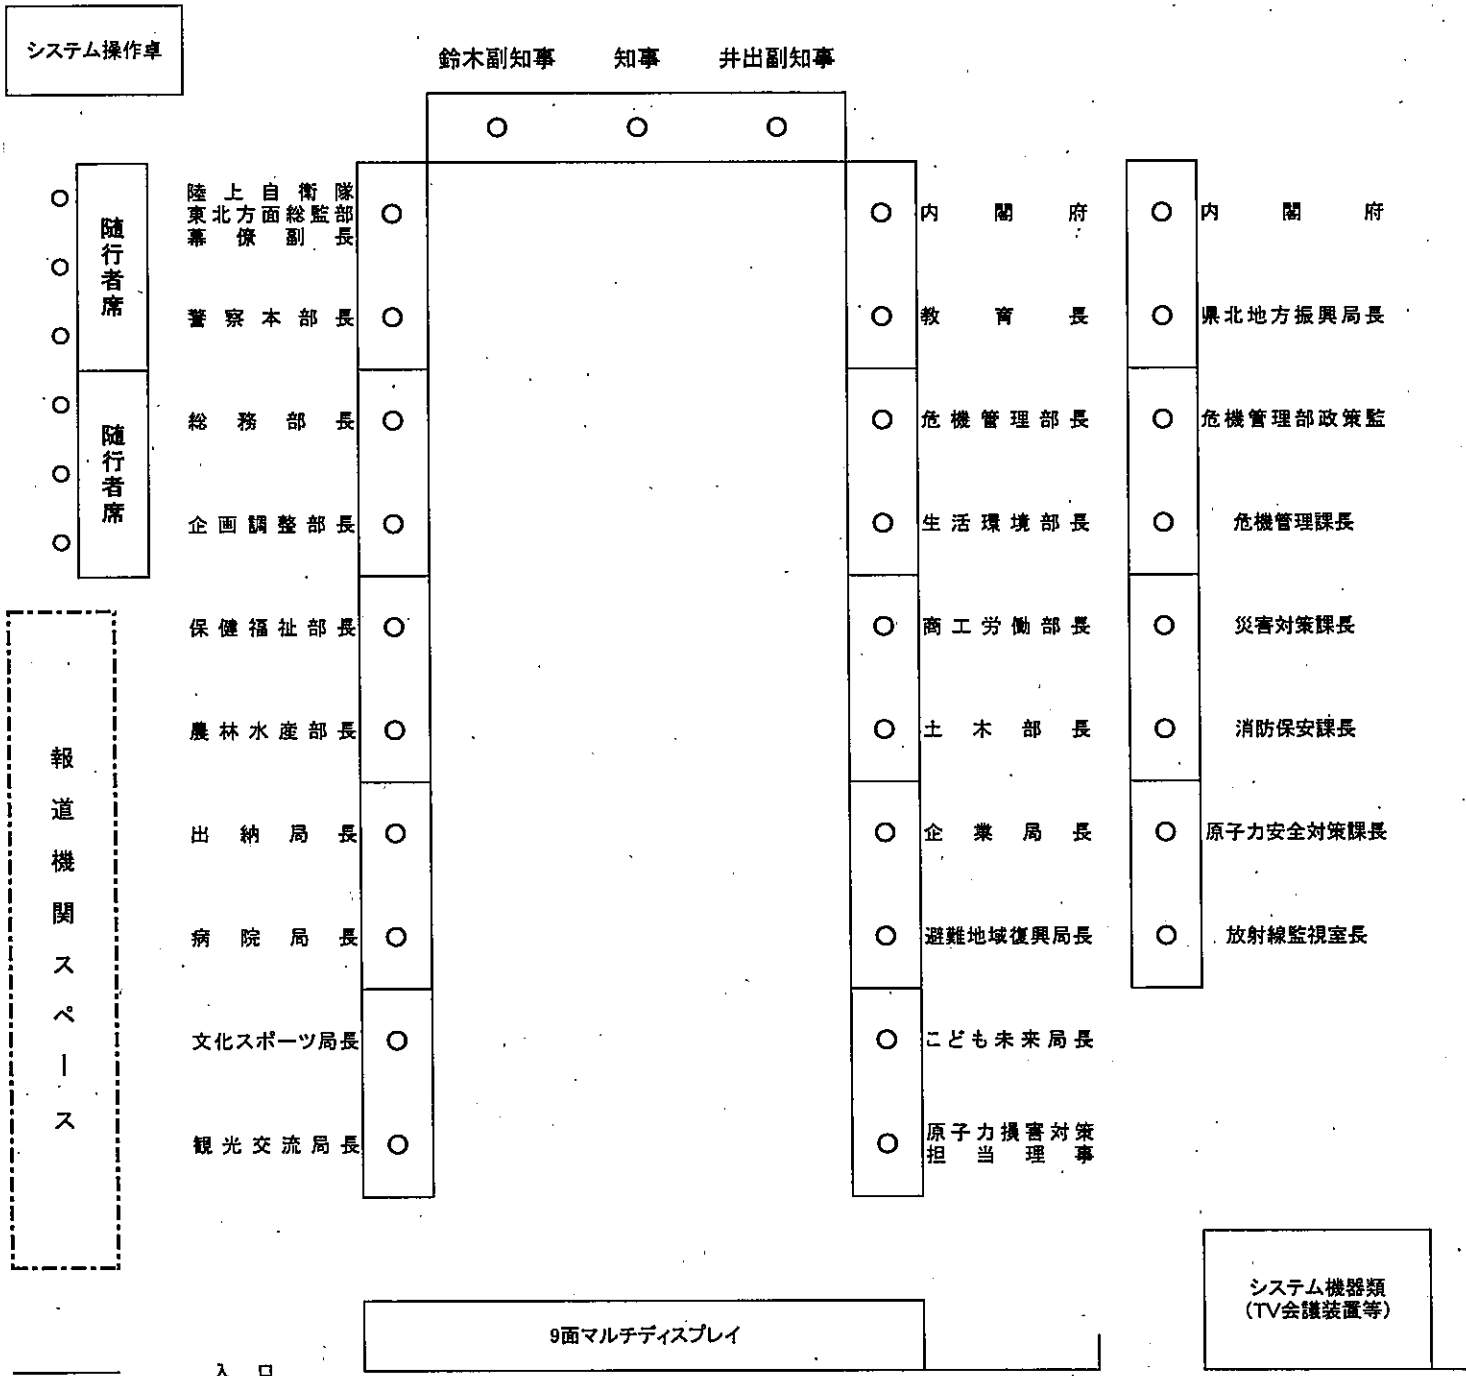 システム操作卓
鈴木副知事 知事 井出副知事
随行者席
随行者席
報道機関スペース
陸上自衛隊
東北方面総監部
幕僚副長
警察本部長
総務部長
企画調整部長
保健福祉部長
農林水産部長
出納局長
病院局長
文化スポーツ局長
観光交流局長
内閣府
教育長
危機管理部長
生活環境部長
商工労働部長
土木部長
企業局長
避難地域復興局長
こども未来局長
原子力損害対策
担当理事
内閣府
県北地方振興局長
危機管理部政策監
危機管理課長
災害対策課長
消防保安課長
原子力安全対策課長
放射線監視室長
システム機器類
(TV会議装置等)
9面マルチディスプレイ
入口